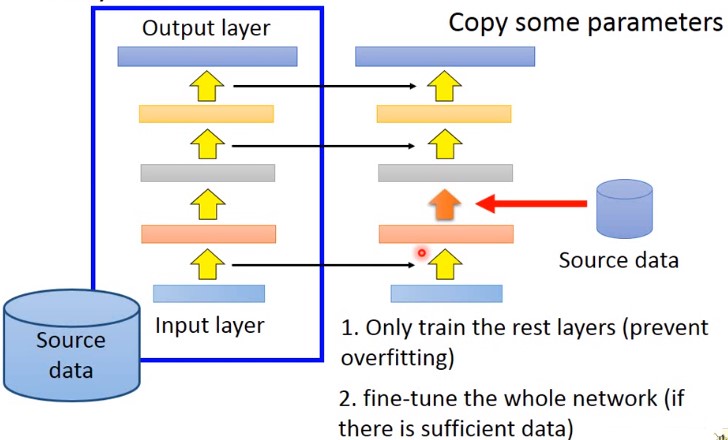 Output layer
Copy some parameters
Source data
Input layer
Source
data
1. Only train the rest layers (prevent
overfitting)
2. fine-tune the whole network (if
there is sufficient data)